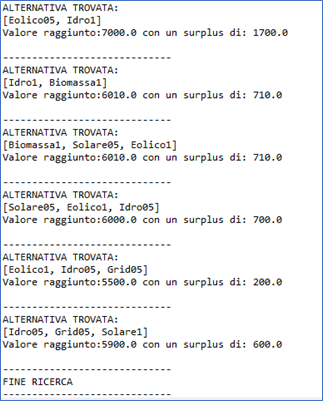 ALTERNATIVA TROVATA:
[Eolico05, Idro1]
Valore raggiunto:7000.0 con un surplus di: 1700.0
---------------------------
ALTERNATIVA TROVATA:
[Idro1, Biomassa1]
Valore raggiunto:6010.0 con un surplus di: 710.0
---------------------------
ALTERNATIVA TROVATA:
[Biomassa1, Solare05, Eolico1]
Valore raggiunto:6010.0 con un surplus di: 710.0
---------------------------
ALTERNATIVA TROVATA:
[Solare05, Eolico1, Idro05]
Valore raggiunto:6000.0 con un surplus di: 700.0
---------------------------
ALTERNATIVA TROVATA:
[Eolico1, Idro05, Grid05]
Valore raggiunto:5500.0 con un surplus di: 200.0
---------------------------
ALTERNATIVA TROVATA:
[Idro05, Grid05, Solare1]
Valore raggiunto:5900.0 con un surplus di: 600.0
---------------------------
FINE RICERCA
---------------------------